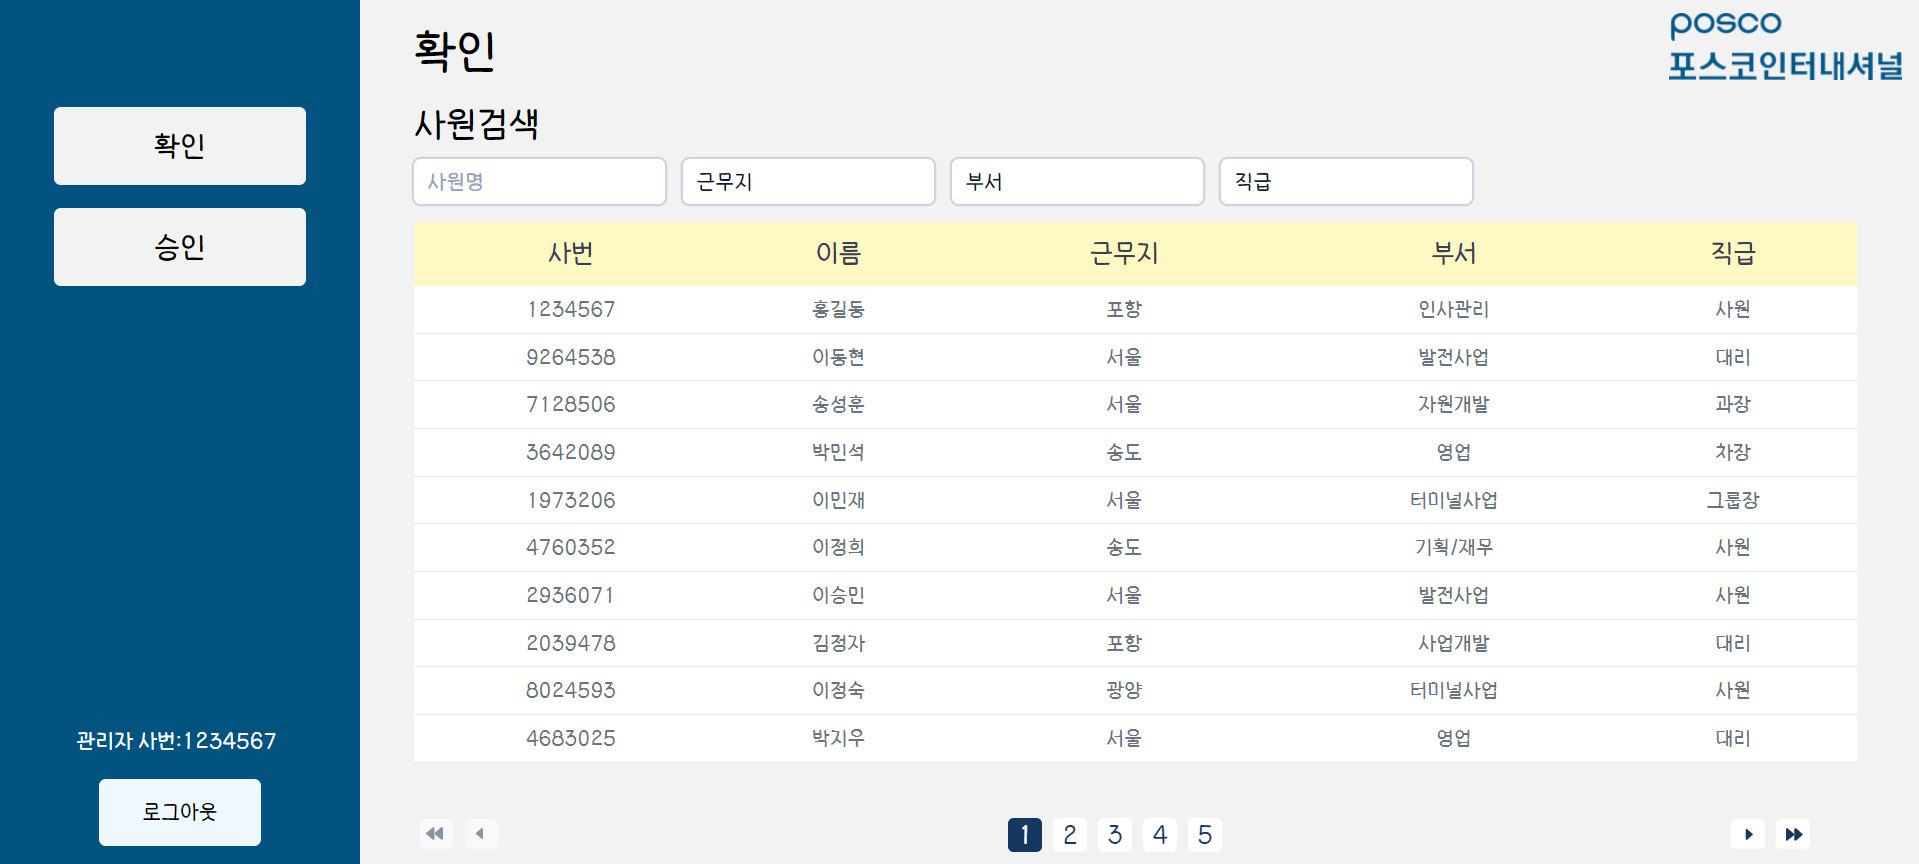 확인
승인
관리자 사번:1234567
로그아웃
posco
포스코인터내셔널
확인
사원검색
사원명 근무지 부서 직급
사번 이름 근무지 부서 직급
1234567 홍길동 포항 인사관리 사원
9264538 이동현 서울 발전사업 대리
7128506 송성훈 서울 자원개발 과장
3642089 박민석 송도 영업 차장
1973206 이민재 서울 터미널사업 그룹장
4760352 이정희 송도 기획/재무 사원
2936071 이승민 서울 발전사업 사원
2039478 김정자 포항 사업개발 대리
8024593 이정숙 광양 터미널사업 사원
4683025 박지우 서울 영업 대리
1 2 3 4 5